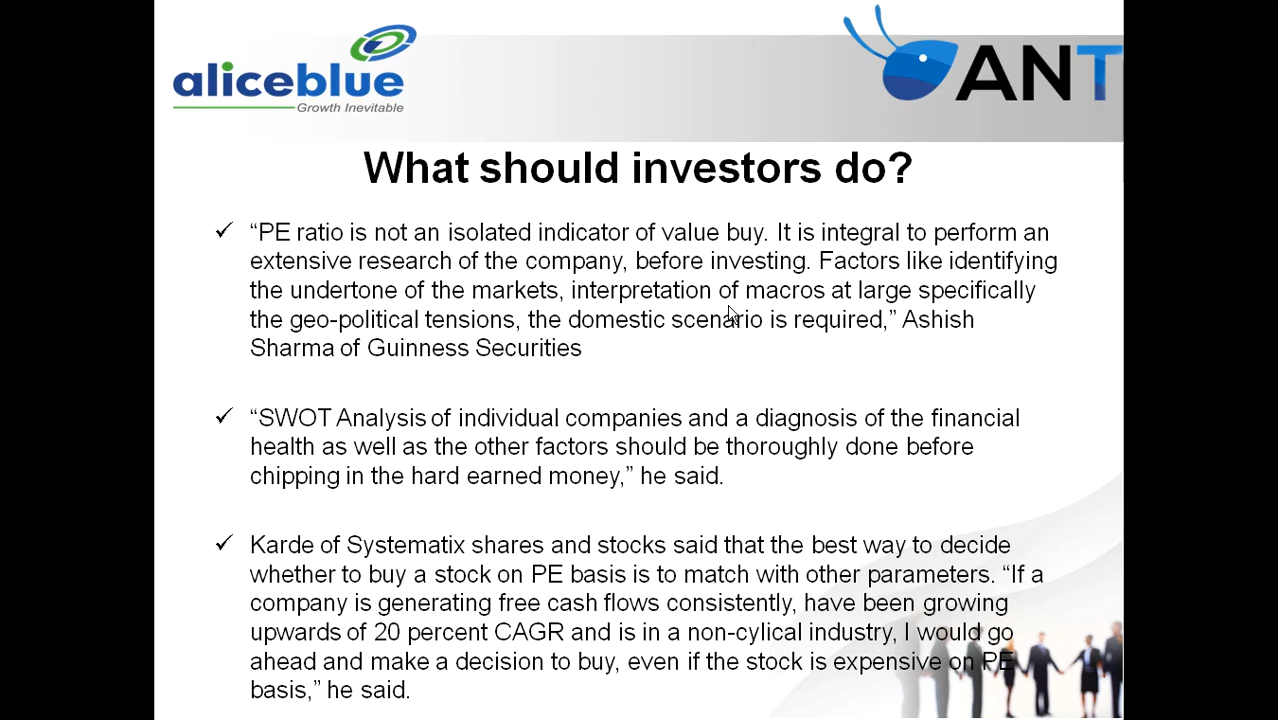 aliceblue
Growth Inevitable
ANT
What should investors do?
“PE ratio is not an isolated indicator of value buy. It is integral to perform an
extensive research of the company, before investing. Factors like identifying
the undertone of the markets, interpretation of macros at large specifically
the geo-political tensions, the domestic scenario is required,” Ashish
Sharma of Guinness Securities
“SWOT Analysis of individual companies and a diagnosis of the financial
health as well as the other factors should be thoroughly done before
chipping in the hard earned money,” he said.
Karde of Systematix shares and stocks said that the best way to decide
whether to buy a stock on PE basis is to match with other parameters. “If a
company is generating free cash flows consistently, have been growing
upwards of 20 percent CAGR and is in a non-cylical industry, I would go
ahead and make a decision to buy, even if the stock is expensive on PE
basis,” he said.